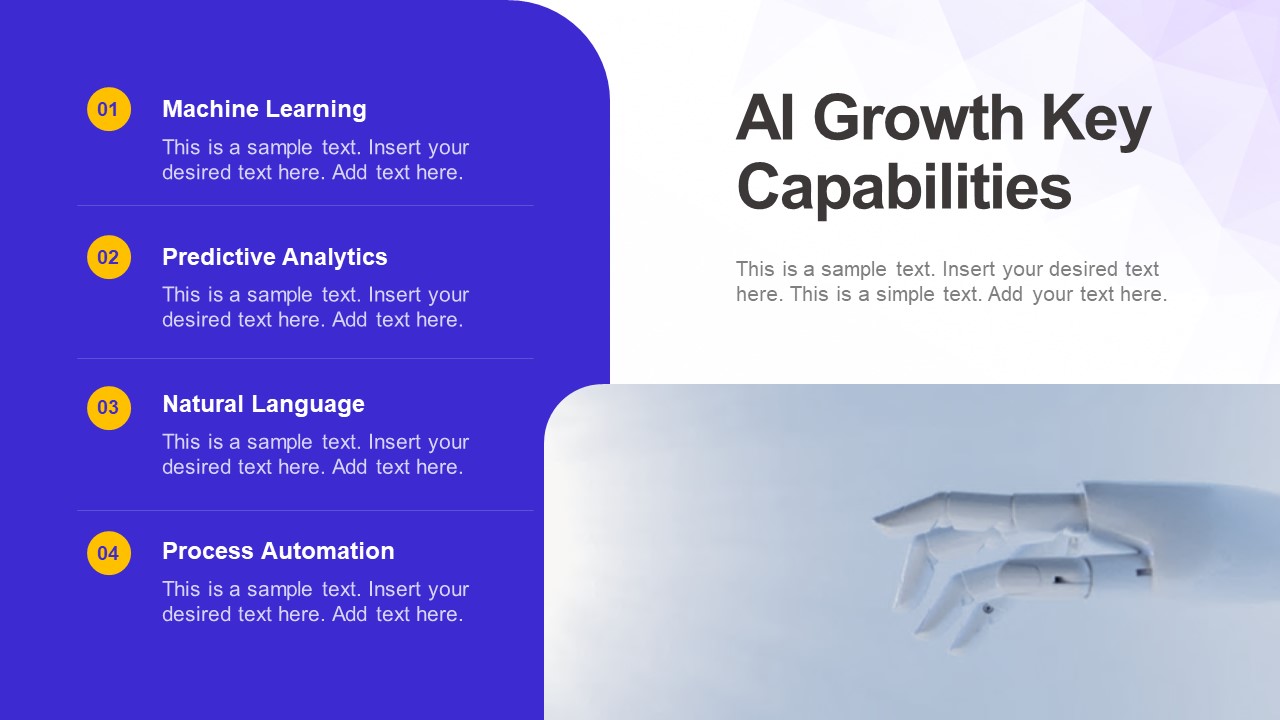 AI Growth Key
Capabilities
This is a sample text. Insert your desired text
here. This is a simple text. Add your text here.
01
Machine Learning
This is a sample text. Insert your
desired text here. Add text here.
02
Predictive Analytics
This is a sample text. Insert your
desired text here. Add text here.
03
Natural Language
This is a sample text. Insert your
desired text here. Add text here.
04
Process Automation
This is a sample text. Insert your
desired text here. Add text here.